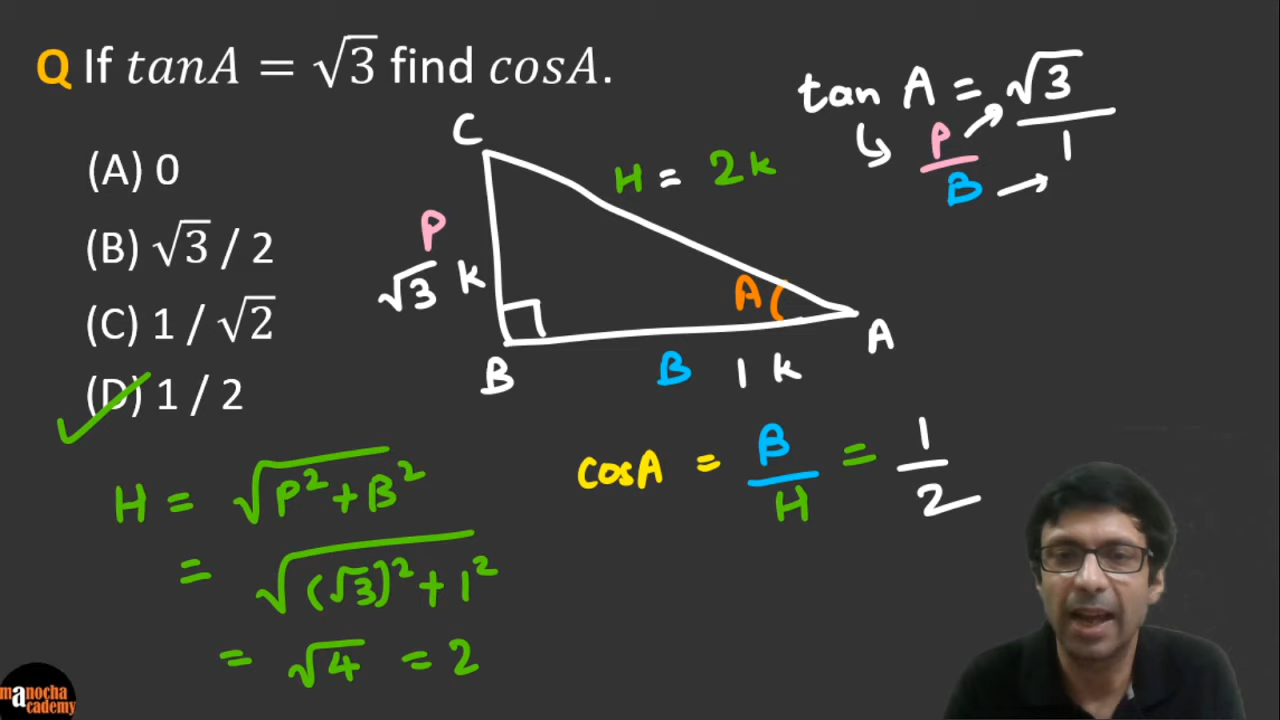 Q If tanA = √3 find cosA.
(A) 0
(B) √3 / 2
(C) 1 / √2
(D) 1 / 2
tan A = √3 / 1
P / B
C
H = 2k
P
√3 k
A
B
A
B 1 k
cosA = B / H = 1 / 2
H = √(P² + B²)
= √((√3)² + 1²)
= √4 = 2
manocha
academy